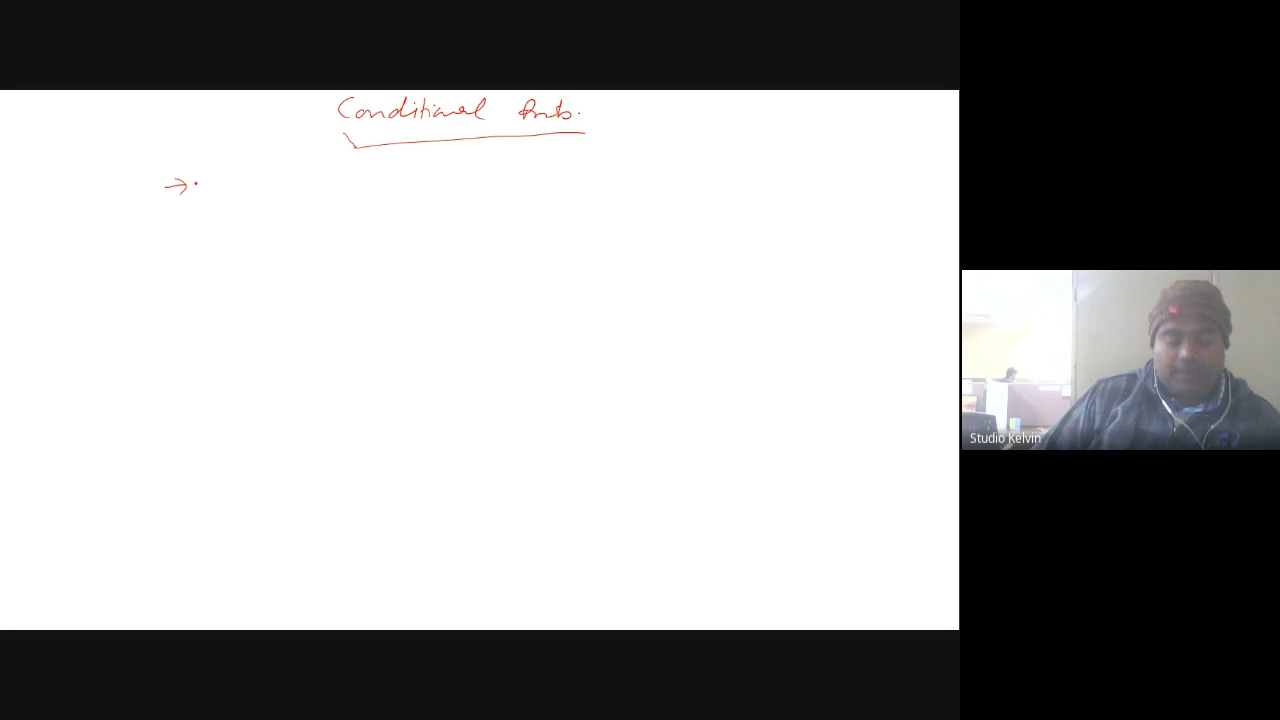 Conditional Prob.
→
Studio Kelvin